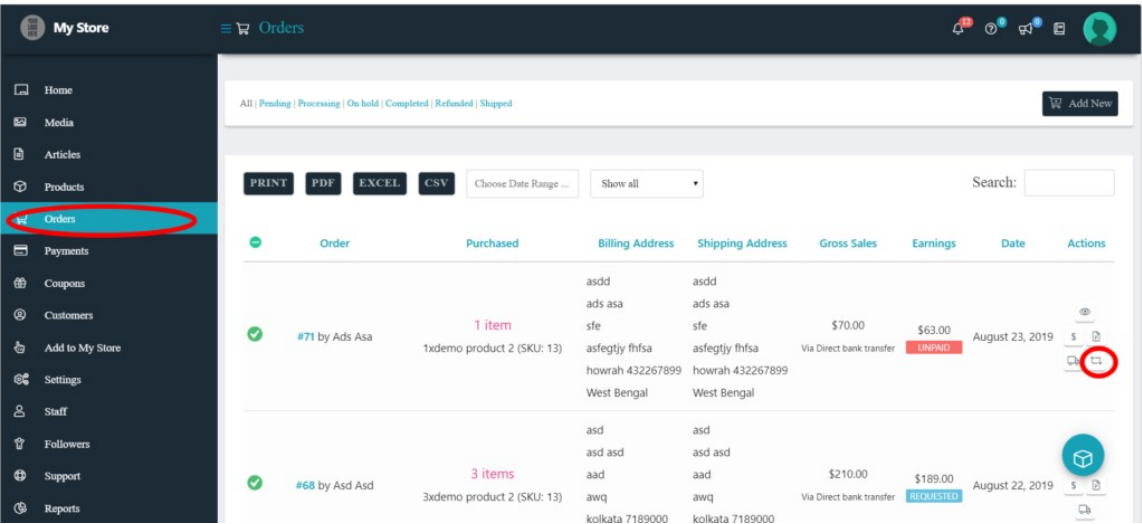 My Store
Orders
12
0
0
Home
Media
Articles
Products
Orders
Payments
Coupons
Customers
Add to My Store
Settings
Staff
Followers
Support
Reports
All | Pending | Processing | On hold | Completed | Refunded | Shipped
Add New
PRINT PDF EXCEL CSV Choose Date Range ... Show all Search:
Order Purchased Billing Address Shipping Address Gross Sales Earnings Date Actions
#71 by Ads Asa
1 item
1xdemo product 2 (SKU: 13)
asdd
ads asa
sfe
asfegtjy fhfsa
howrah 432267899
West Bengal
asdd
ads asa
sfe
asfegtjy fhfsa
howrah 432267899
West Bengal
$70.00
Via Direct bank transfer
$63.00
UNPAID
August 23, 2019
#68 by Asd Asd
3 items
3xdemo product 2 (SKU: 13)
asd
asd asd
aad
awq
kolkata 7189000
asd
asd asd
aad
awq
kolkata 7189000
$210.00
Via Direct bank transfer
$189.00
REQUESTED
August 22, 2019